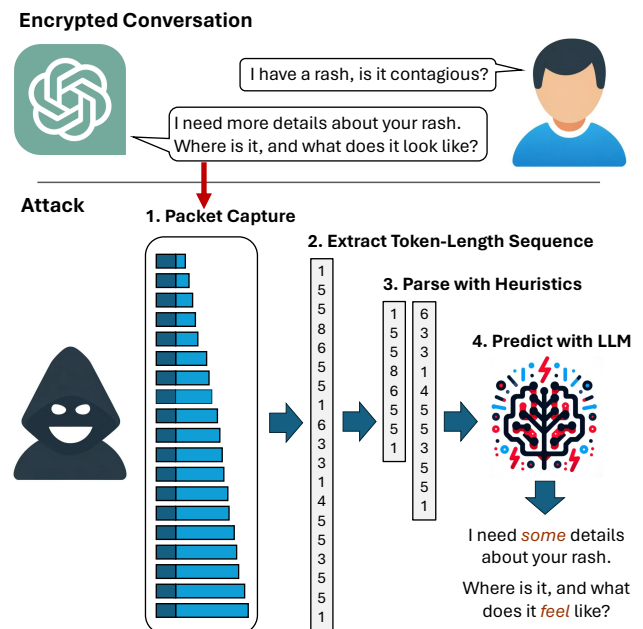 Encrypted Conversation
I have a rash, is it contagious?
I need more details about your rash.
Where is it, and what does it look like?
Attack
1. Packet Capture
2. Extract Token-Length Sequence
1
5
5
8
6
5
5
1
6
3
3
1
4
5
5
3
5
5
1
3. Parse with Heuristics
1
5
5
8
6
5
5
1
6
3
3
1
4
5
5
3
5
5
1
4. Predict with LLM
I need some details
about your rash.
Where is it, and what
does it feel like?